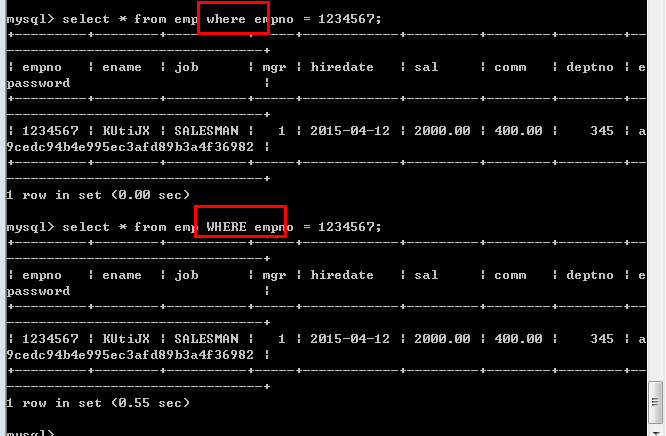 mysql> select * from emp where empno = 1234567;
+---------+--------+----------+-----+------------+---------+--------+--------+--
---------------------------------+
| empno   | ename  | job      | mgr | hiredate   | sal     | comm   | deptno | e
password                         |
+---------+--------+----------+-----+------------+---------+--------+--------+--
---------------------------------+
| 1234567 | KUtiJX | SALESMAN |   1 | 2015-04-12 | 2000.00 | 400.00 |    345 | a
9cedc94b4e995ec3afd89b3a4f36982 |
+---------+--------+----------+-----+------------+---------+--------+--------+--
---------------------------------+
1 row in set (0.00 sec)
mysql> select * from emp WHERE empno = 1234567;
+---------+--------+----------+-----+------------+---------+--------+--------+--
---------------------------------+
| empno   | ename  | job      | mgr | hiredate   | sal     | comm   | deptno | e
password                         |
+---------+--------+----------+-----+------------+---------+--------+--------+--
---------------------------------+
| 1234567 | KUtiJX | SALESMAN |   1 | 2015-04-12 | 2000.00 | 400.00 |    345 | a
9cedc94b4e995ec3afd89b3a4f36982 |
+---------+--------+----------+-----+------------+---------+--------+--------+--
---------------------------------+
1 row in set (0.55 sec)
mysql>